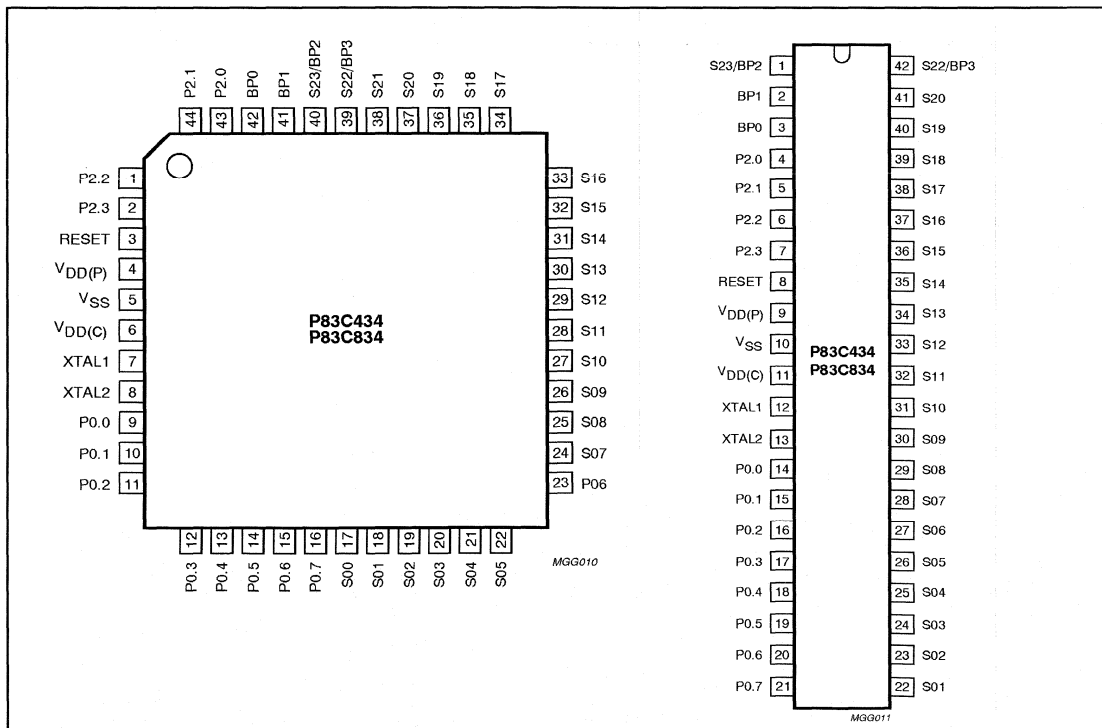 P2.1
P2.0
BP0
BP1
S23/BP2
S22/BP3
S21
S20
S19
S18
S17
44 43 42 41 40 39 38 37 36 35 34
P2.2 1
P2.3 2
RESET 3
VDD(P) 4
VSS 5
VDD(C) 6
XTAL1 7
XTAL2 8
P0.0 9
P0.1 10
P0.2 11
P83C434
P83C834
33 S16
32 S15
31 S14
30 S13
29 S12
28 S11
27 S10
26 S09
25 S08
24 S07
23 P06
12 13 14 15 16 17 18 19 20 21 22
P0.3
P0.4
P0.5
P0.6
P0.7
S00
S01
S02
S03
S04
S05
MGG010
S23/BP2 1
BP1 2
BP0 3
P2.0 4
P2.1 5
P2.2 6
P2.3 7
RESET 8
VDD(P) 9
VSS 10
VDD(C) 11
XTAL1 12
XTAL2 13
P0.0 14
P0.1 15
P0.2 16
P0.3 17
P0.4 18
P0.5 19
P0.6 20
P0.7 21
P83C434
P83C834
42 S22/BP3
41 S20
40 S19
39 S18
38 S17
37 S16
36 S15
35 S14
34 S13
33 S12
32 S11
31 S10
30 S09
29 S08
28 S07
27 S06
26 S05
25 S04
24 S03
23 S02
22 S01
MGG011